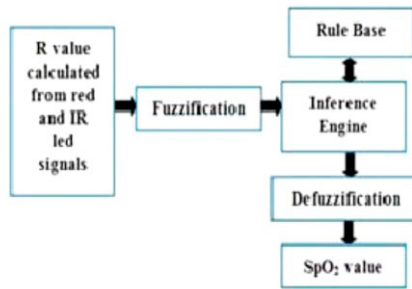 R value
calculated
from red
and IR
led
signals
Fuzzification
Rule Base
Inference
Engine
Defuzzification
SpO₂ value